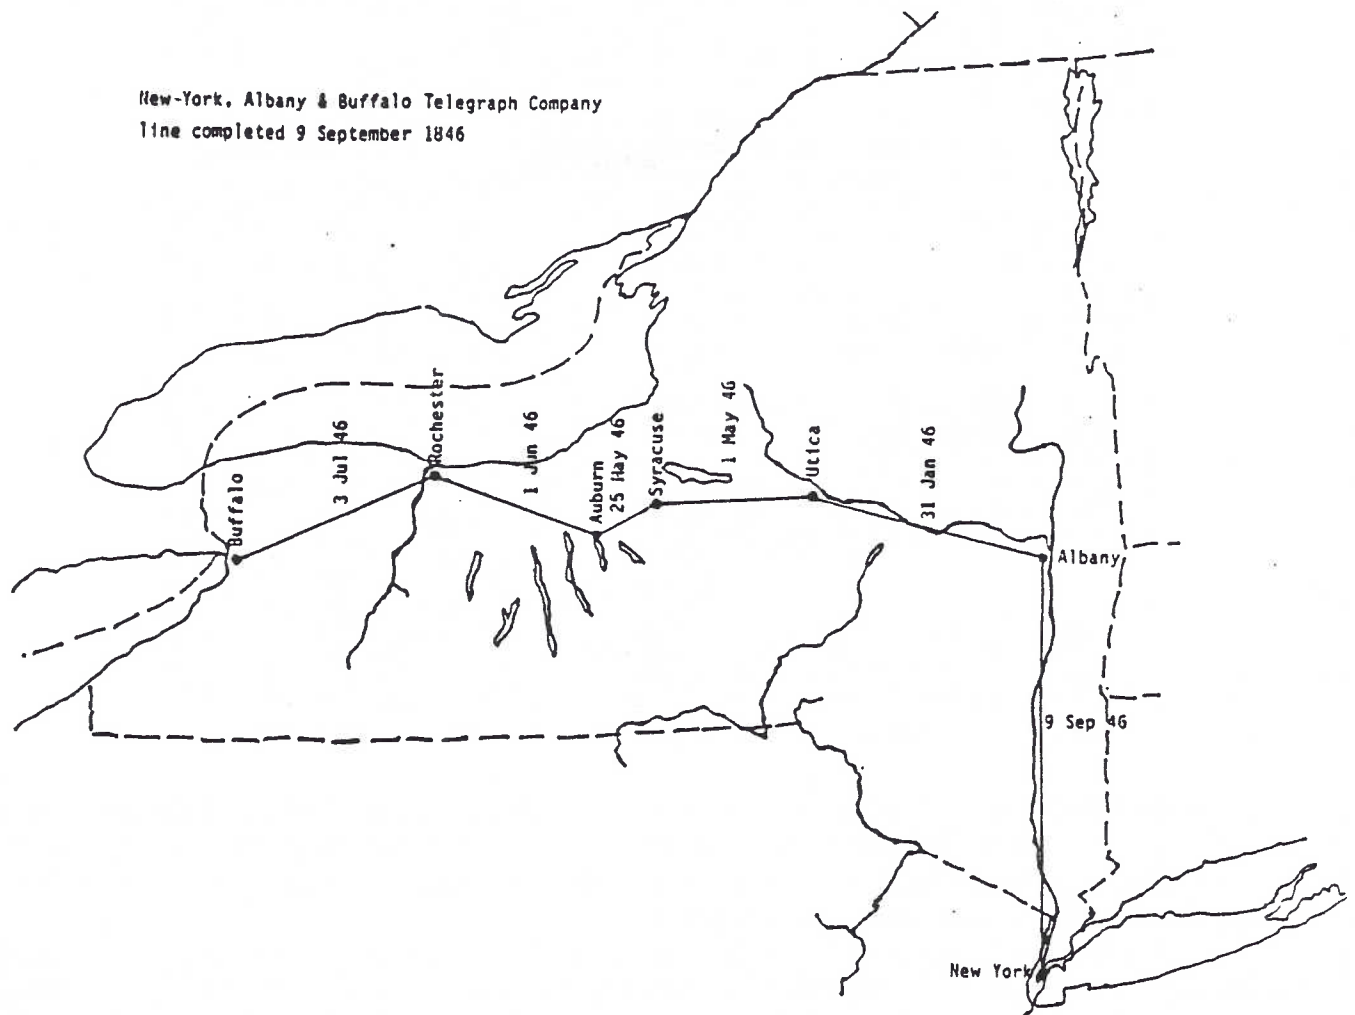 New-York, Albany & Buffalo Telegraph Company
line completed 9 September 1846
Buffalo
3 Jul 46
Rochester
1 Jun 46
Auburn
25 May 46
Syracuse
1 May 46
Utica
31 Jan 46
Albany
9 Sep 46
New York